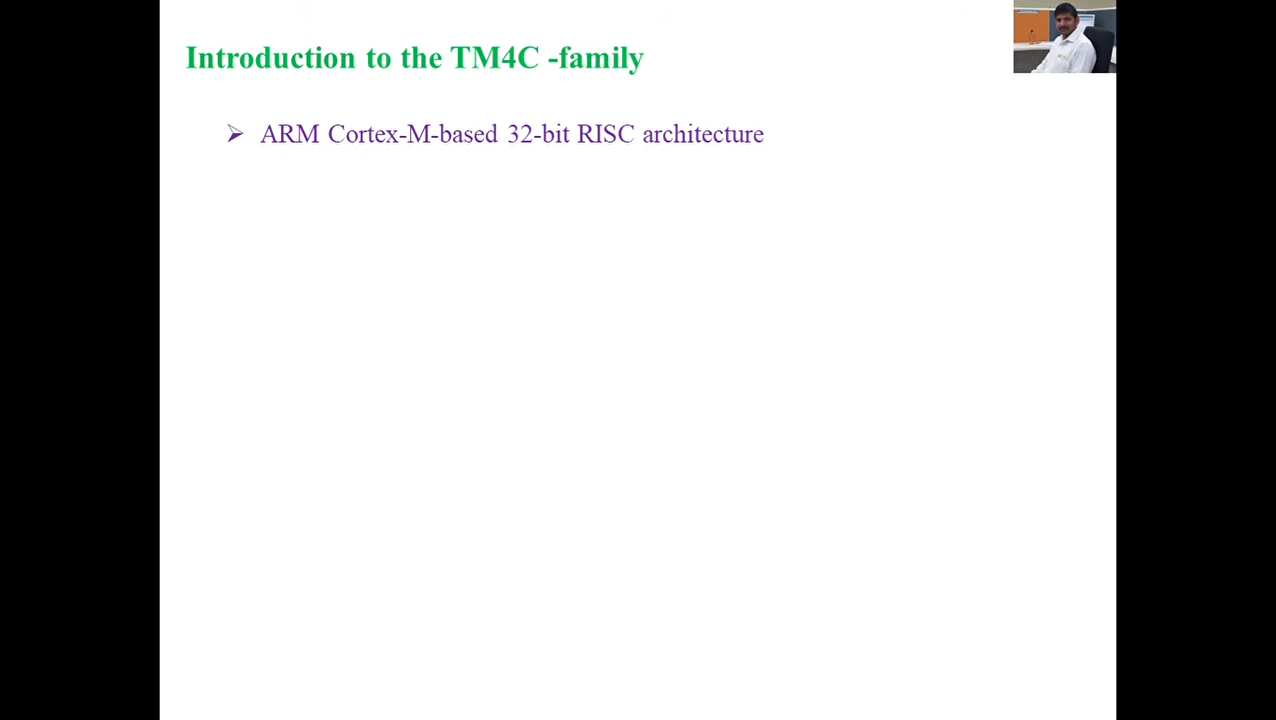 Introduction to the TM4C -family
➢ ARM Cortex-M-based 32-bit RISC architecture